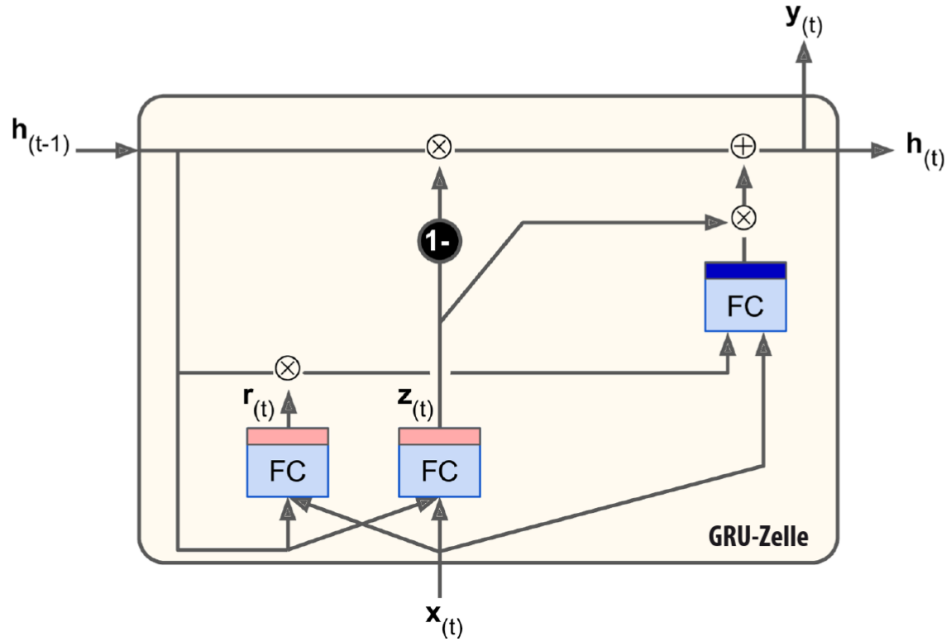 y(t)
h(t-1)
h(t)
1-
FC
r(t)
z(t)
FC
FC
GRU-Zelle
x(t)